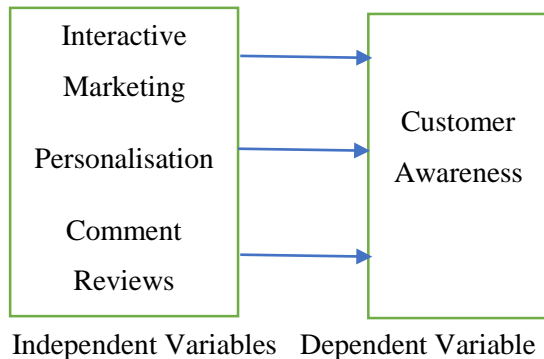 Interactive
Marketing
Personalisation
Comment
Reviews
Customer
Awareness
Independent Variables
Dependent Variable